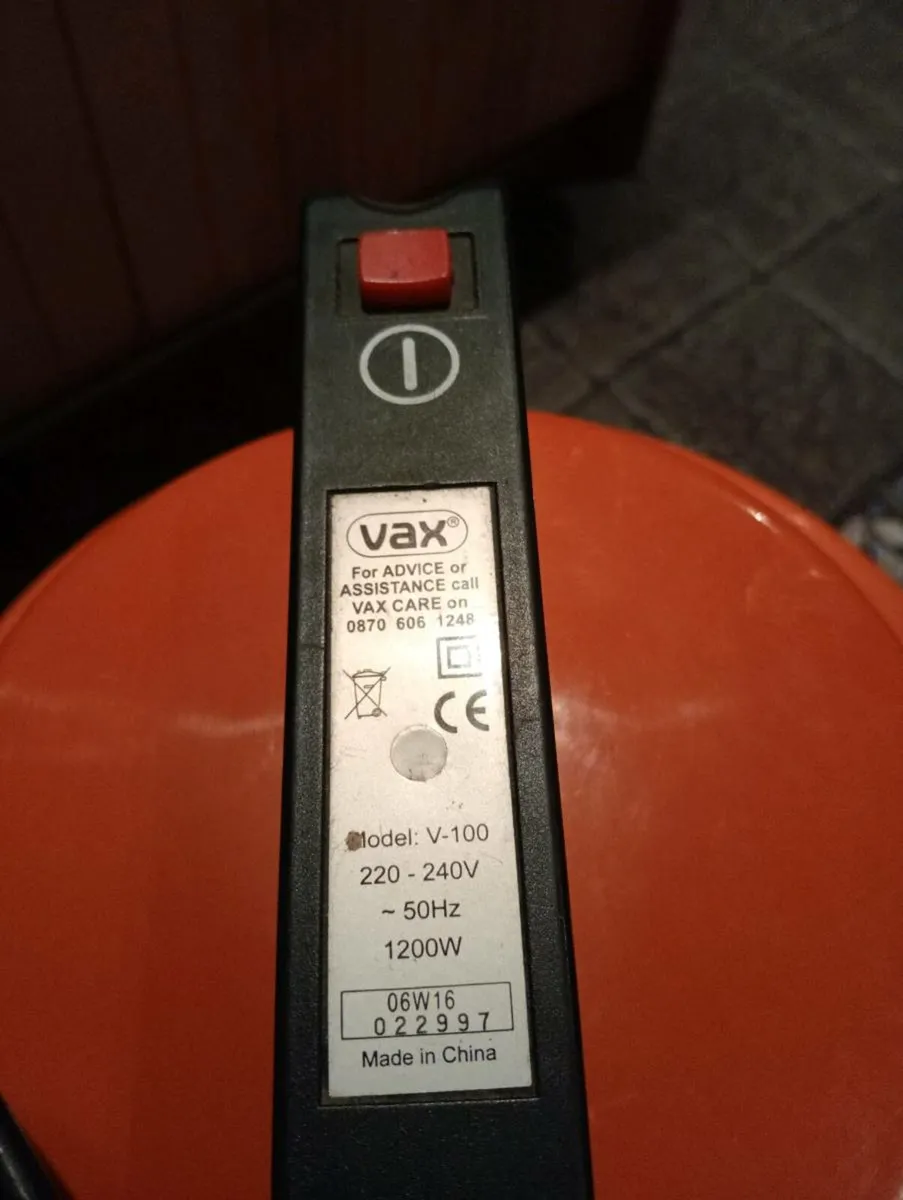 vax®
For ADVICE or
ASSISTANCE call
VAX CARE on
0870 606 1248
CE
Model: V-100
220 - 240V
~ 50Hz
1200W
06W16
022997
Made in China